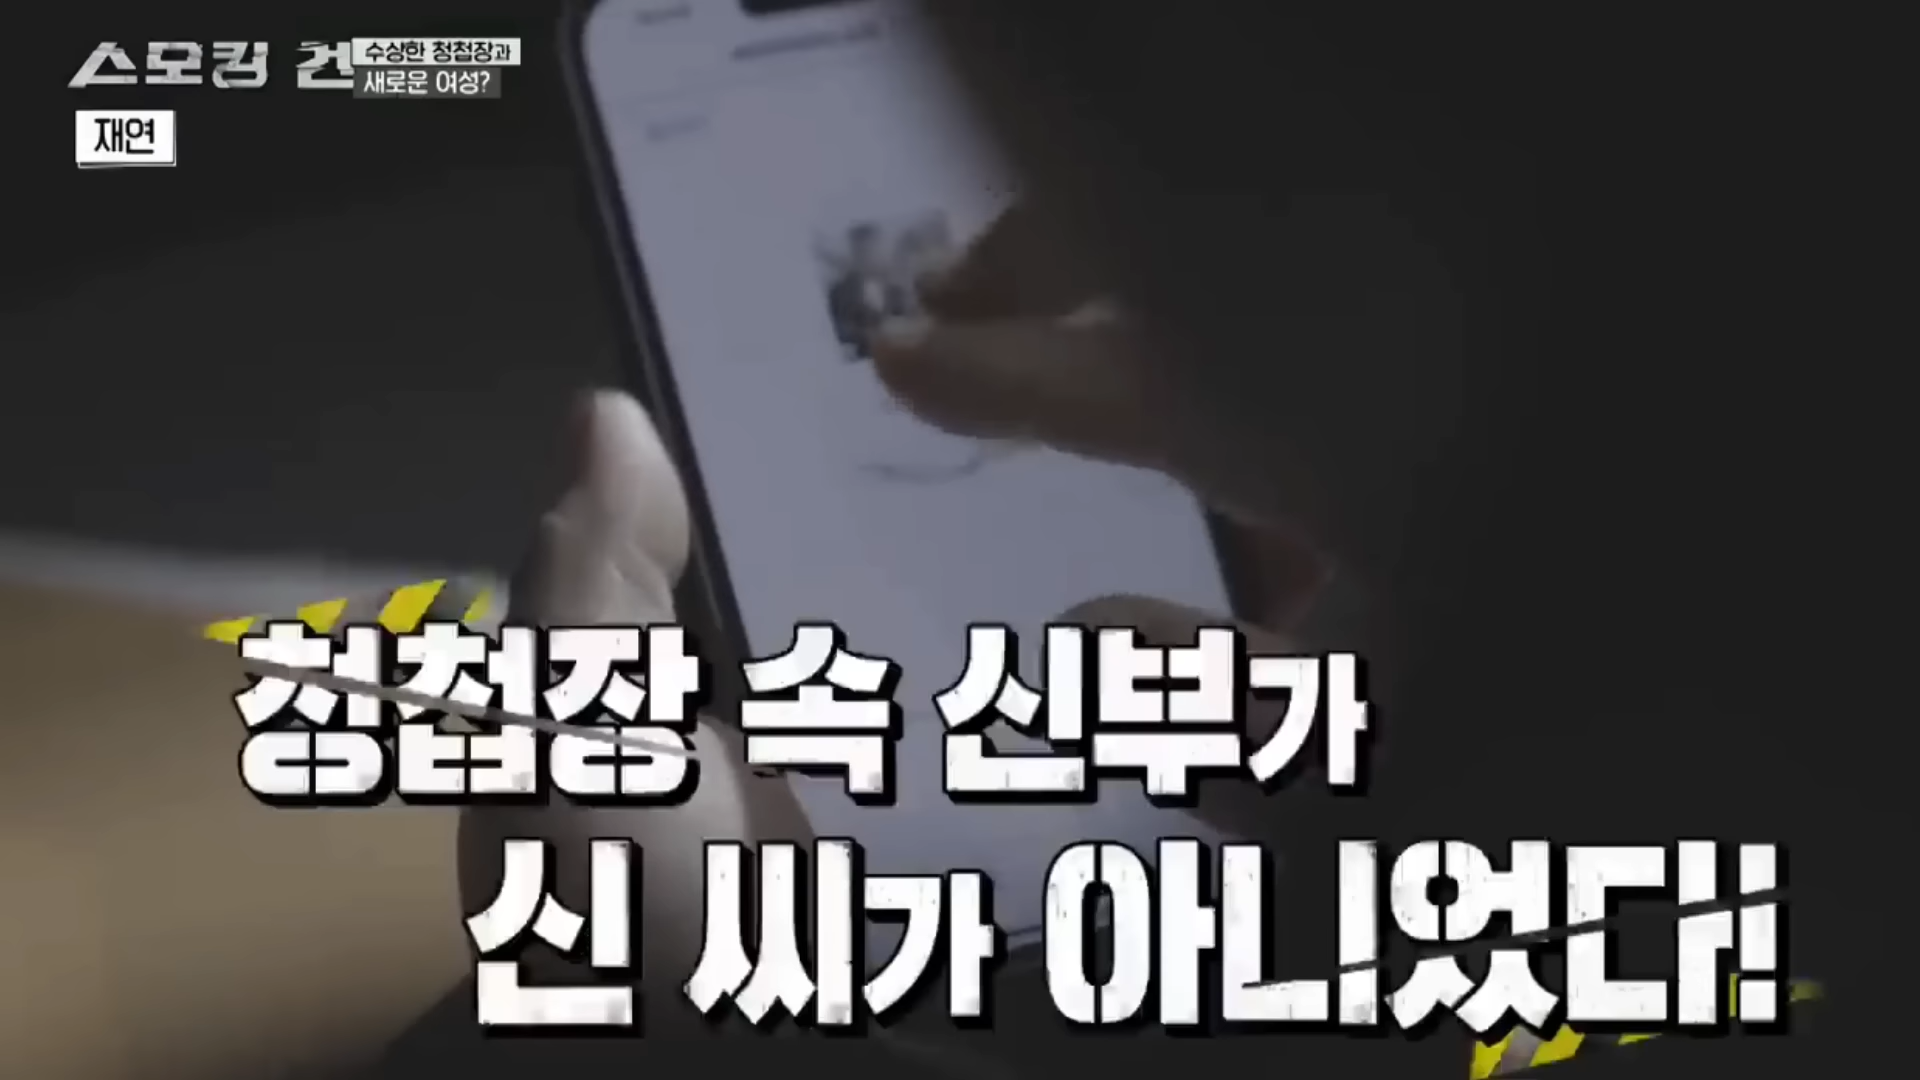 스모킹 건
수상한 청첩장과
새로운 여성?
재연
청첩장 속 신부가
신 씨가 아니었다!